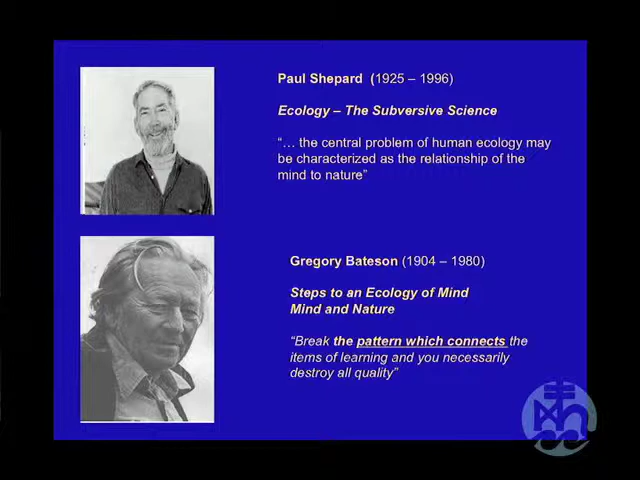 Paul Shepard (1925 – 1996)
Ecology – The Subversive Science
“… the central problem of human ecology may
be characterized as the relationship of the
mind to nature”
Gregory Bateson (1904 – 1980)
Steps to an Ecology of Mind
Mind and Nature
“Break the pattern which connects the
items of learning and you necessarily
destroy all quality”